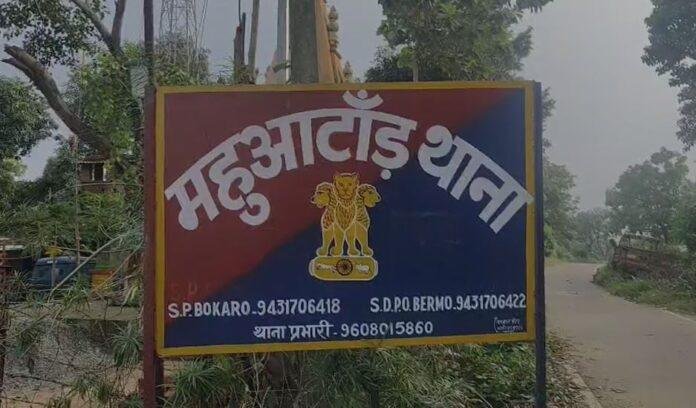 महुआटाँड़ थाना
S.P. BOKARO-9431706418 S.D.P.O. BERMO.9431706422
थाना प्रभारी-9608015860